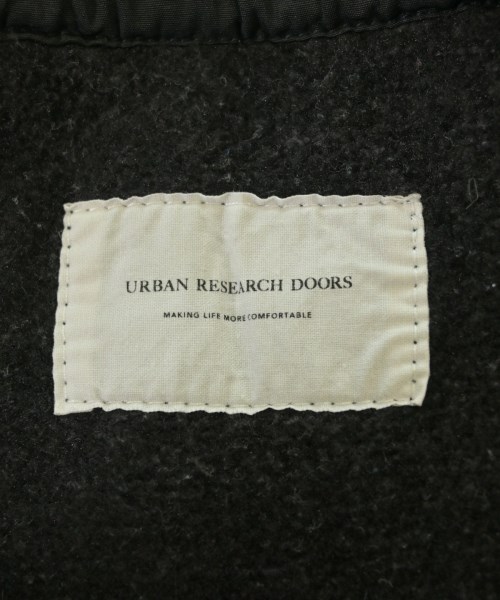 URBAN RESEARCH DOORS
MAKING LIFE MORE COMFORTABLE